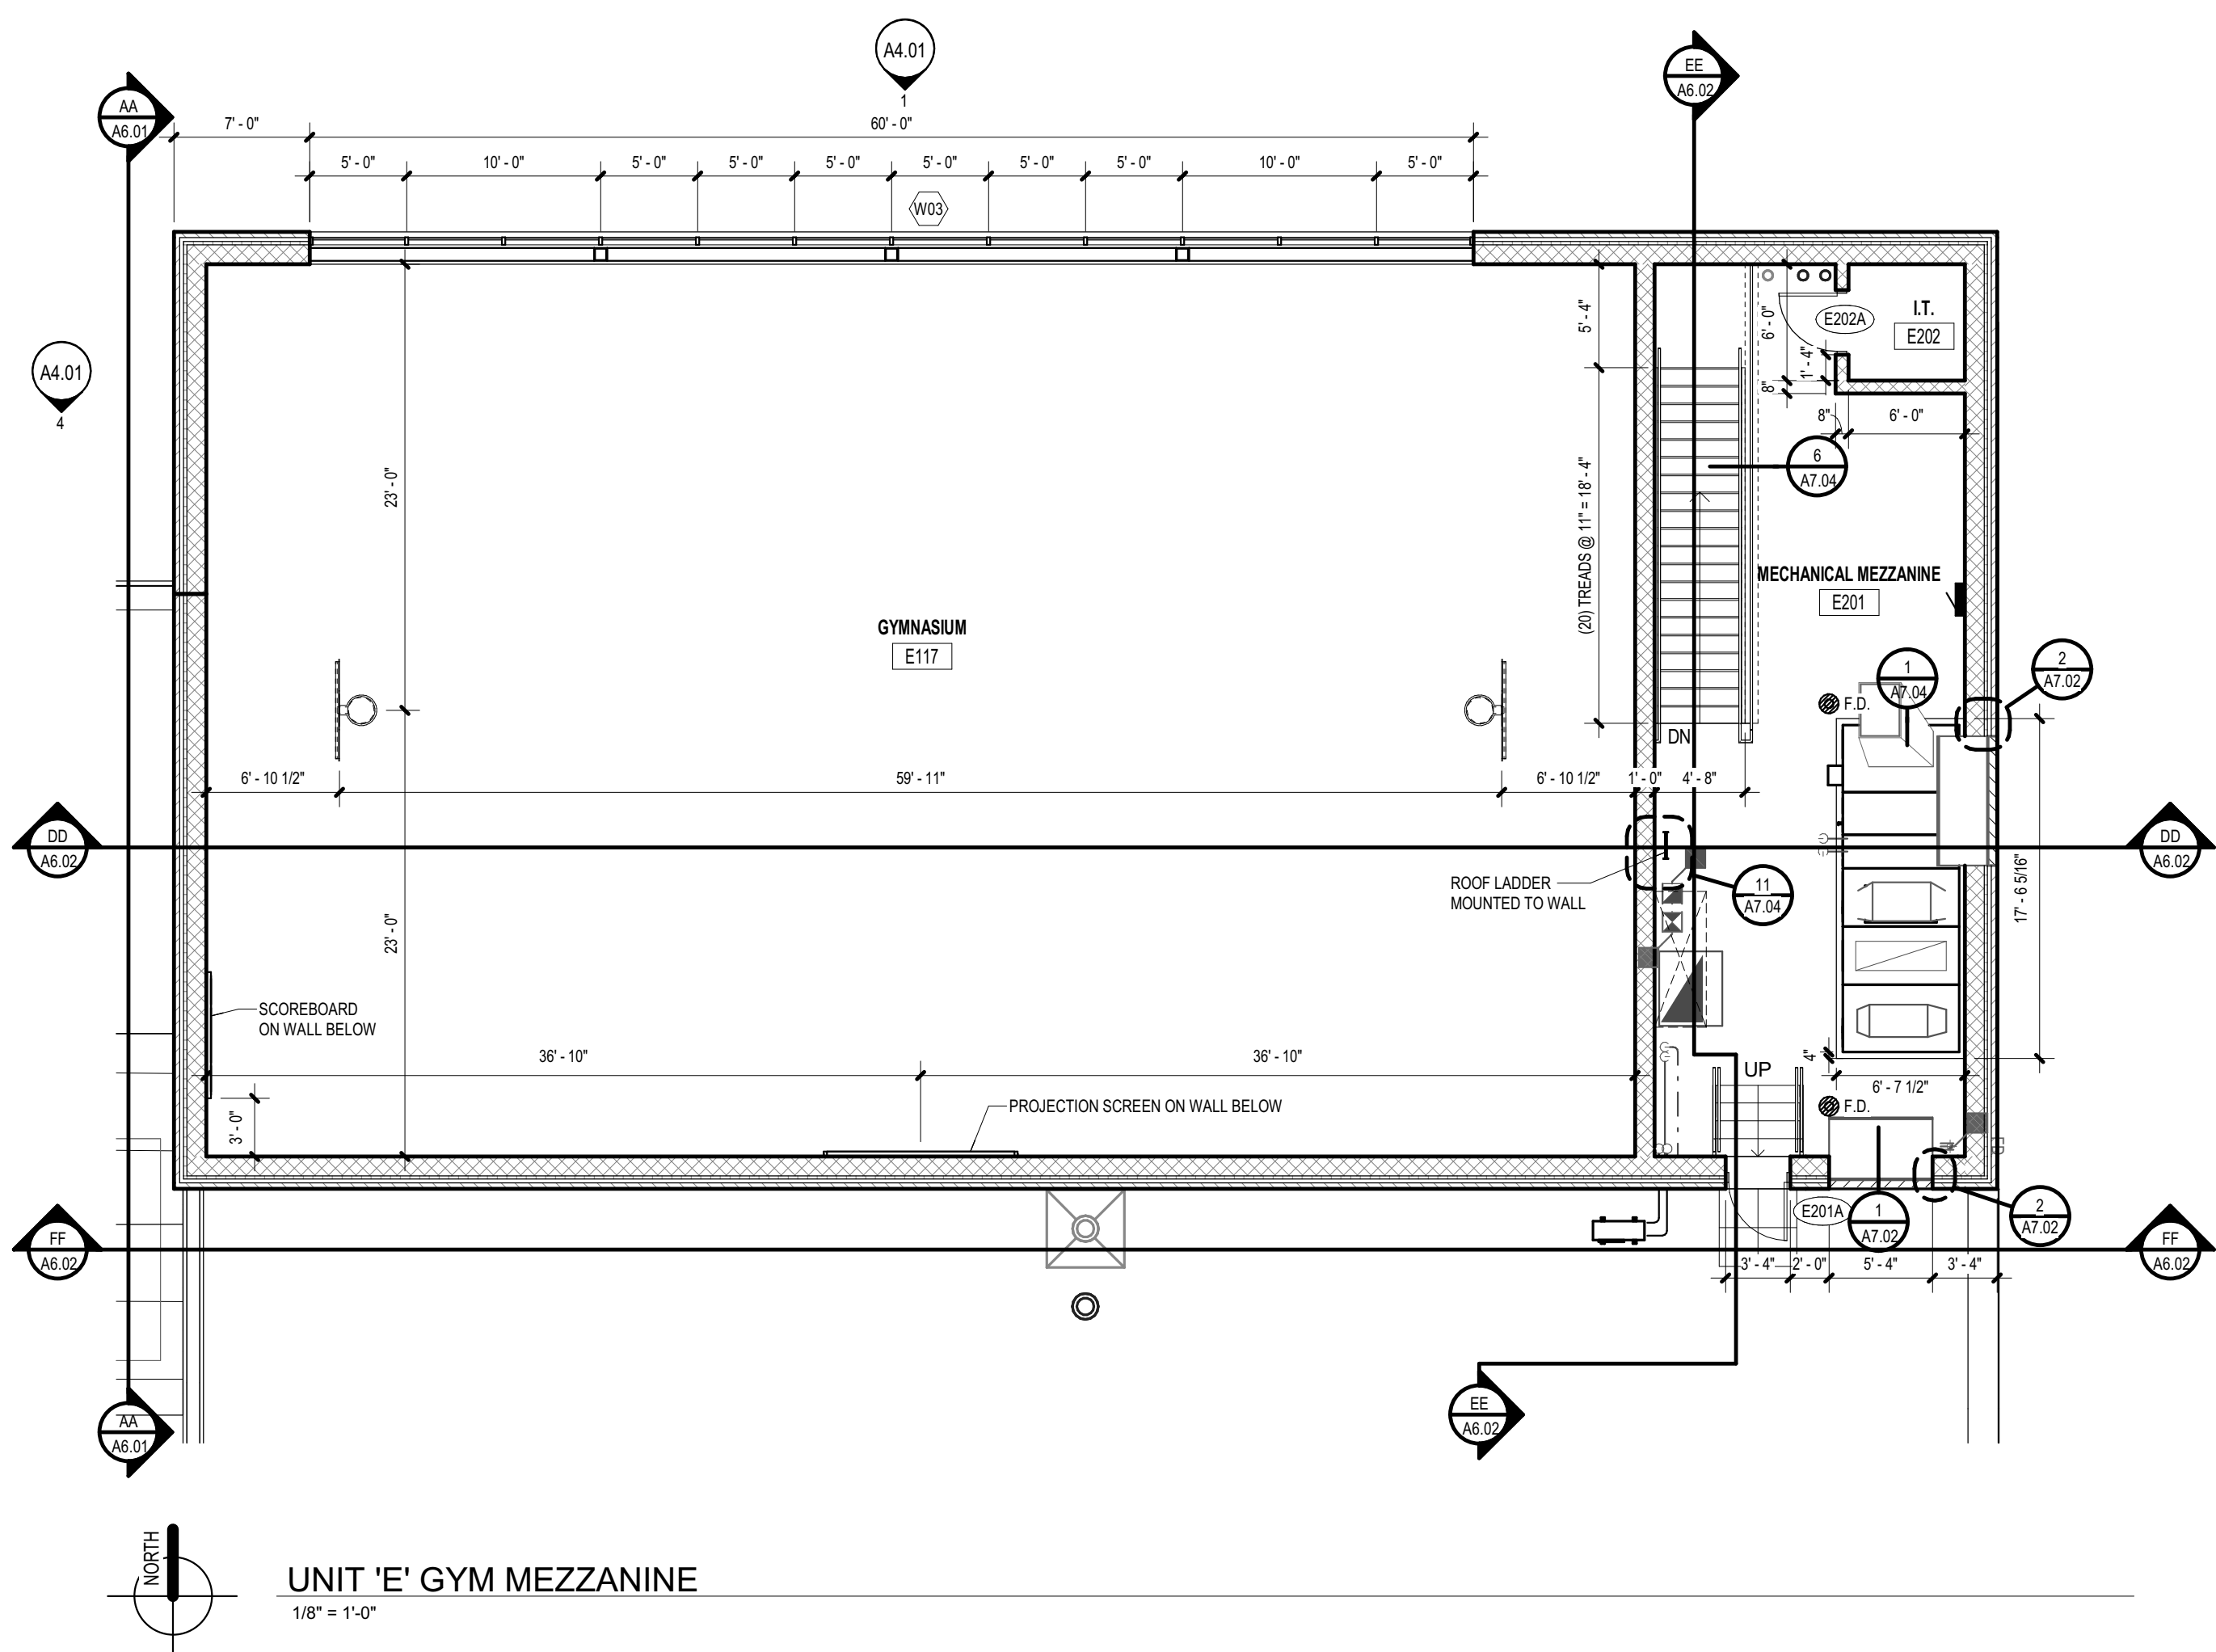 A4.01
1
EE
A6.02
AA
A6.01
7' - 0"
60' - 0"
5' - 0"
10' - 0"
5' - 0"
5' - 0"
5' - 0"
5' - 0"
5' - 0"
5' - 0"
10' - 0"
5' - 0"
W03
A4.01
4
5' - 4"
6' - 0"
E202A
I.T.
E202
1' - 4"
8"
8"
6' - 0"
6
A7.04
23' - 0"
(20) TREADS @ 11" = 18' - 4"
MECHANICAL MEZZANINE
E201
GYMNASIUM
E117
1
A7.04
2
A7.02
F.D.
DN
6' - 10 1/2"
59' - 11"
6' - 10 1/2"
1' - 0"
4' - 8"
DD
A6.02
DD
A6.02
ROOF LADDER
MOUNTED TO WALL
11
A7.04
17' - 6 5/16"
23' - 0"
SCOREBOARD
ON WALL BELOW
36' - 10"
36' - 10"
4"
UP
6' - 7 1/2"
F.D.
3' - 0"
PROJECTION SCREEN ON WALL BELOW
E201A
1
A7.02
2
A7.02
FF
A6.02
FF
A6.02
3' - 4"
2' - 0"
5' - 4"
3' - 4"
AA
A6.01
EE
A6.02
NORTH
UNIT 'E' GYM MEZZANINE
1/8" = 1'-0"